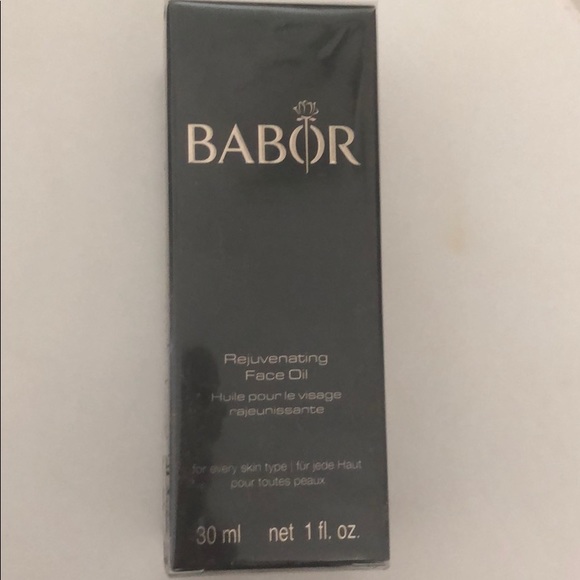 BABOR
Rejuvenating
Face Oil
Huile pour le visage
rajeunissante
for every skin type | für jede Haut
pour toutes peaux
30 ml net 1 fl. oz.